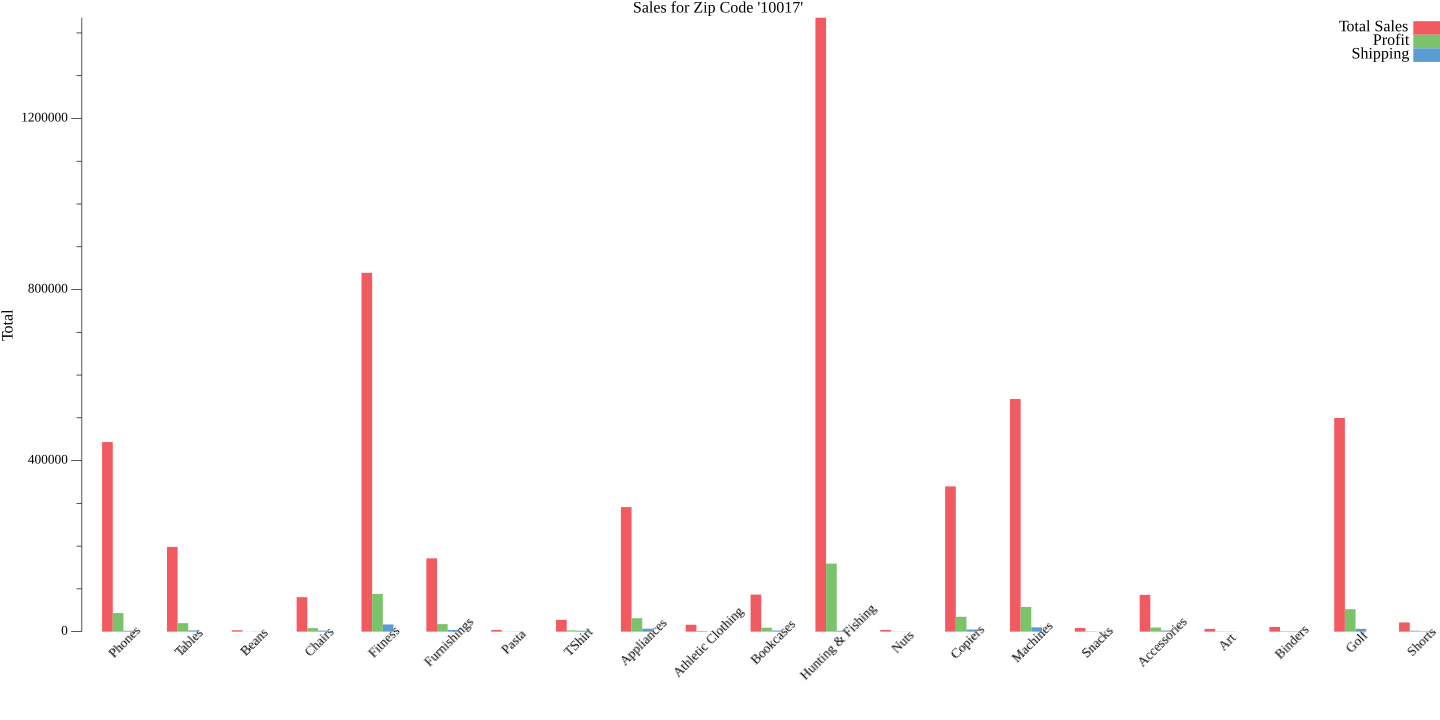 Sales for Zip Code '10017'
Total Sales
Profit
Shipping
Total
1200000
800000
400000
0
Phones
Tables
Beans
Chairs
Fitness
Furnishings
Pasta
TShirt
Appliances
Athletic Clothing
Bookcases
Hunting & Fishing
Nuts
Copiers
Machines
Snacks
Accessories
Art
Binders
Golf
Shorts